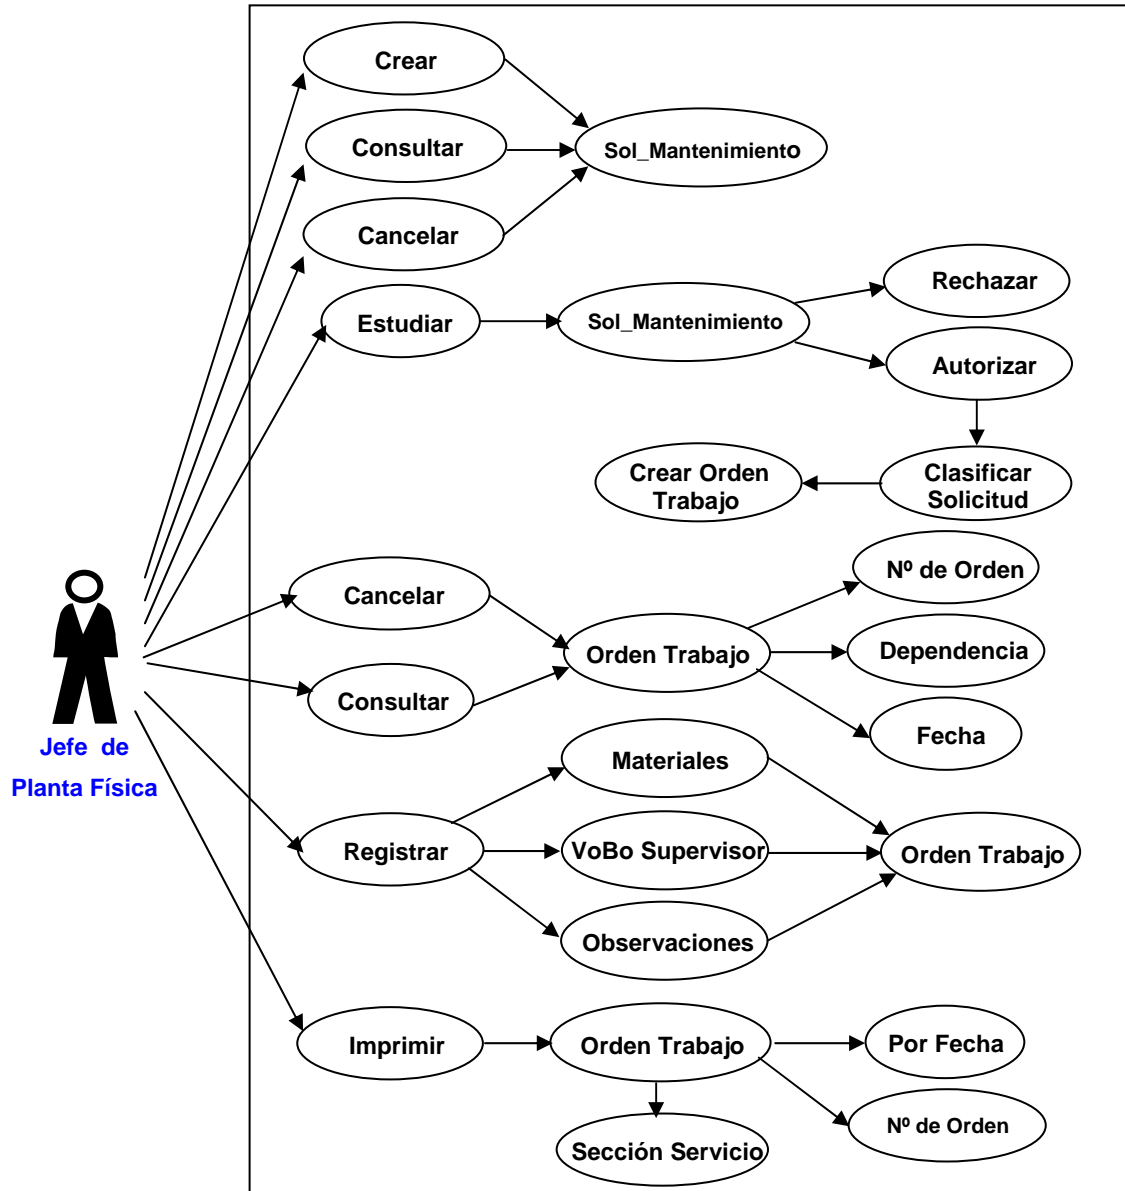 Crear
Consultar
Sol_Mantenimiento
Cancelar
Rechazar
Estudiar
Sol_Mantenimiento
Autorizar
Crear Orden
Trabajo
Clasificar
Solicitud
Nº de Orden
Cancelar
Orden Trabajo
Dependencia
Consultar
Fecha
Jefe de
Planta Física
Materiales
Registrar
VoBo Supervisor
Orden Trabajo
Observaciones
Imprimir
Orden Trabajo
Por Fecha
Nº de Orden
Sección Servicio